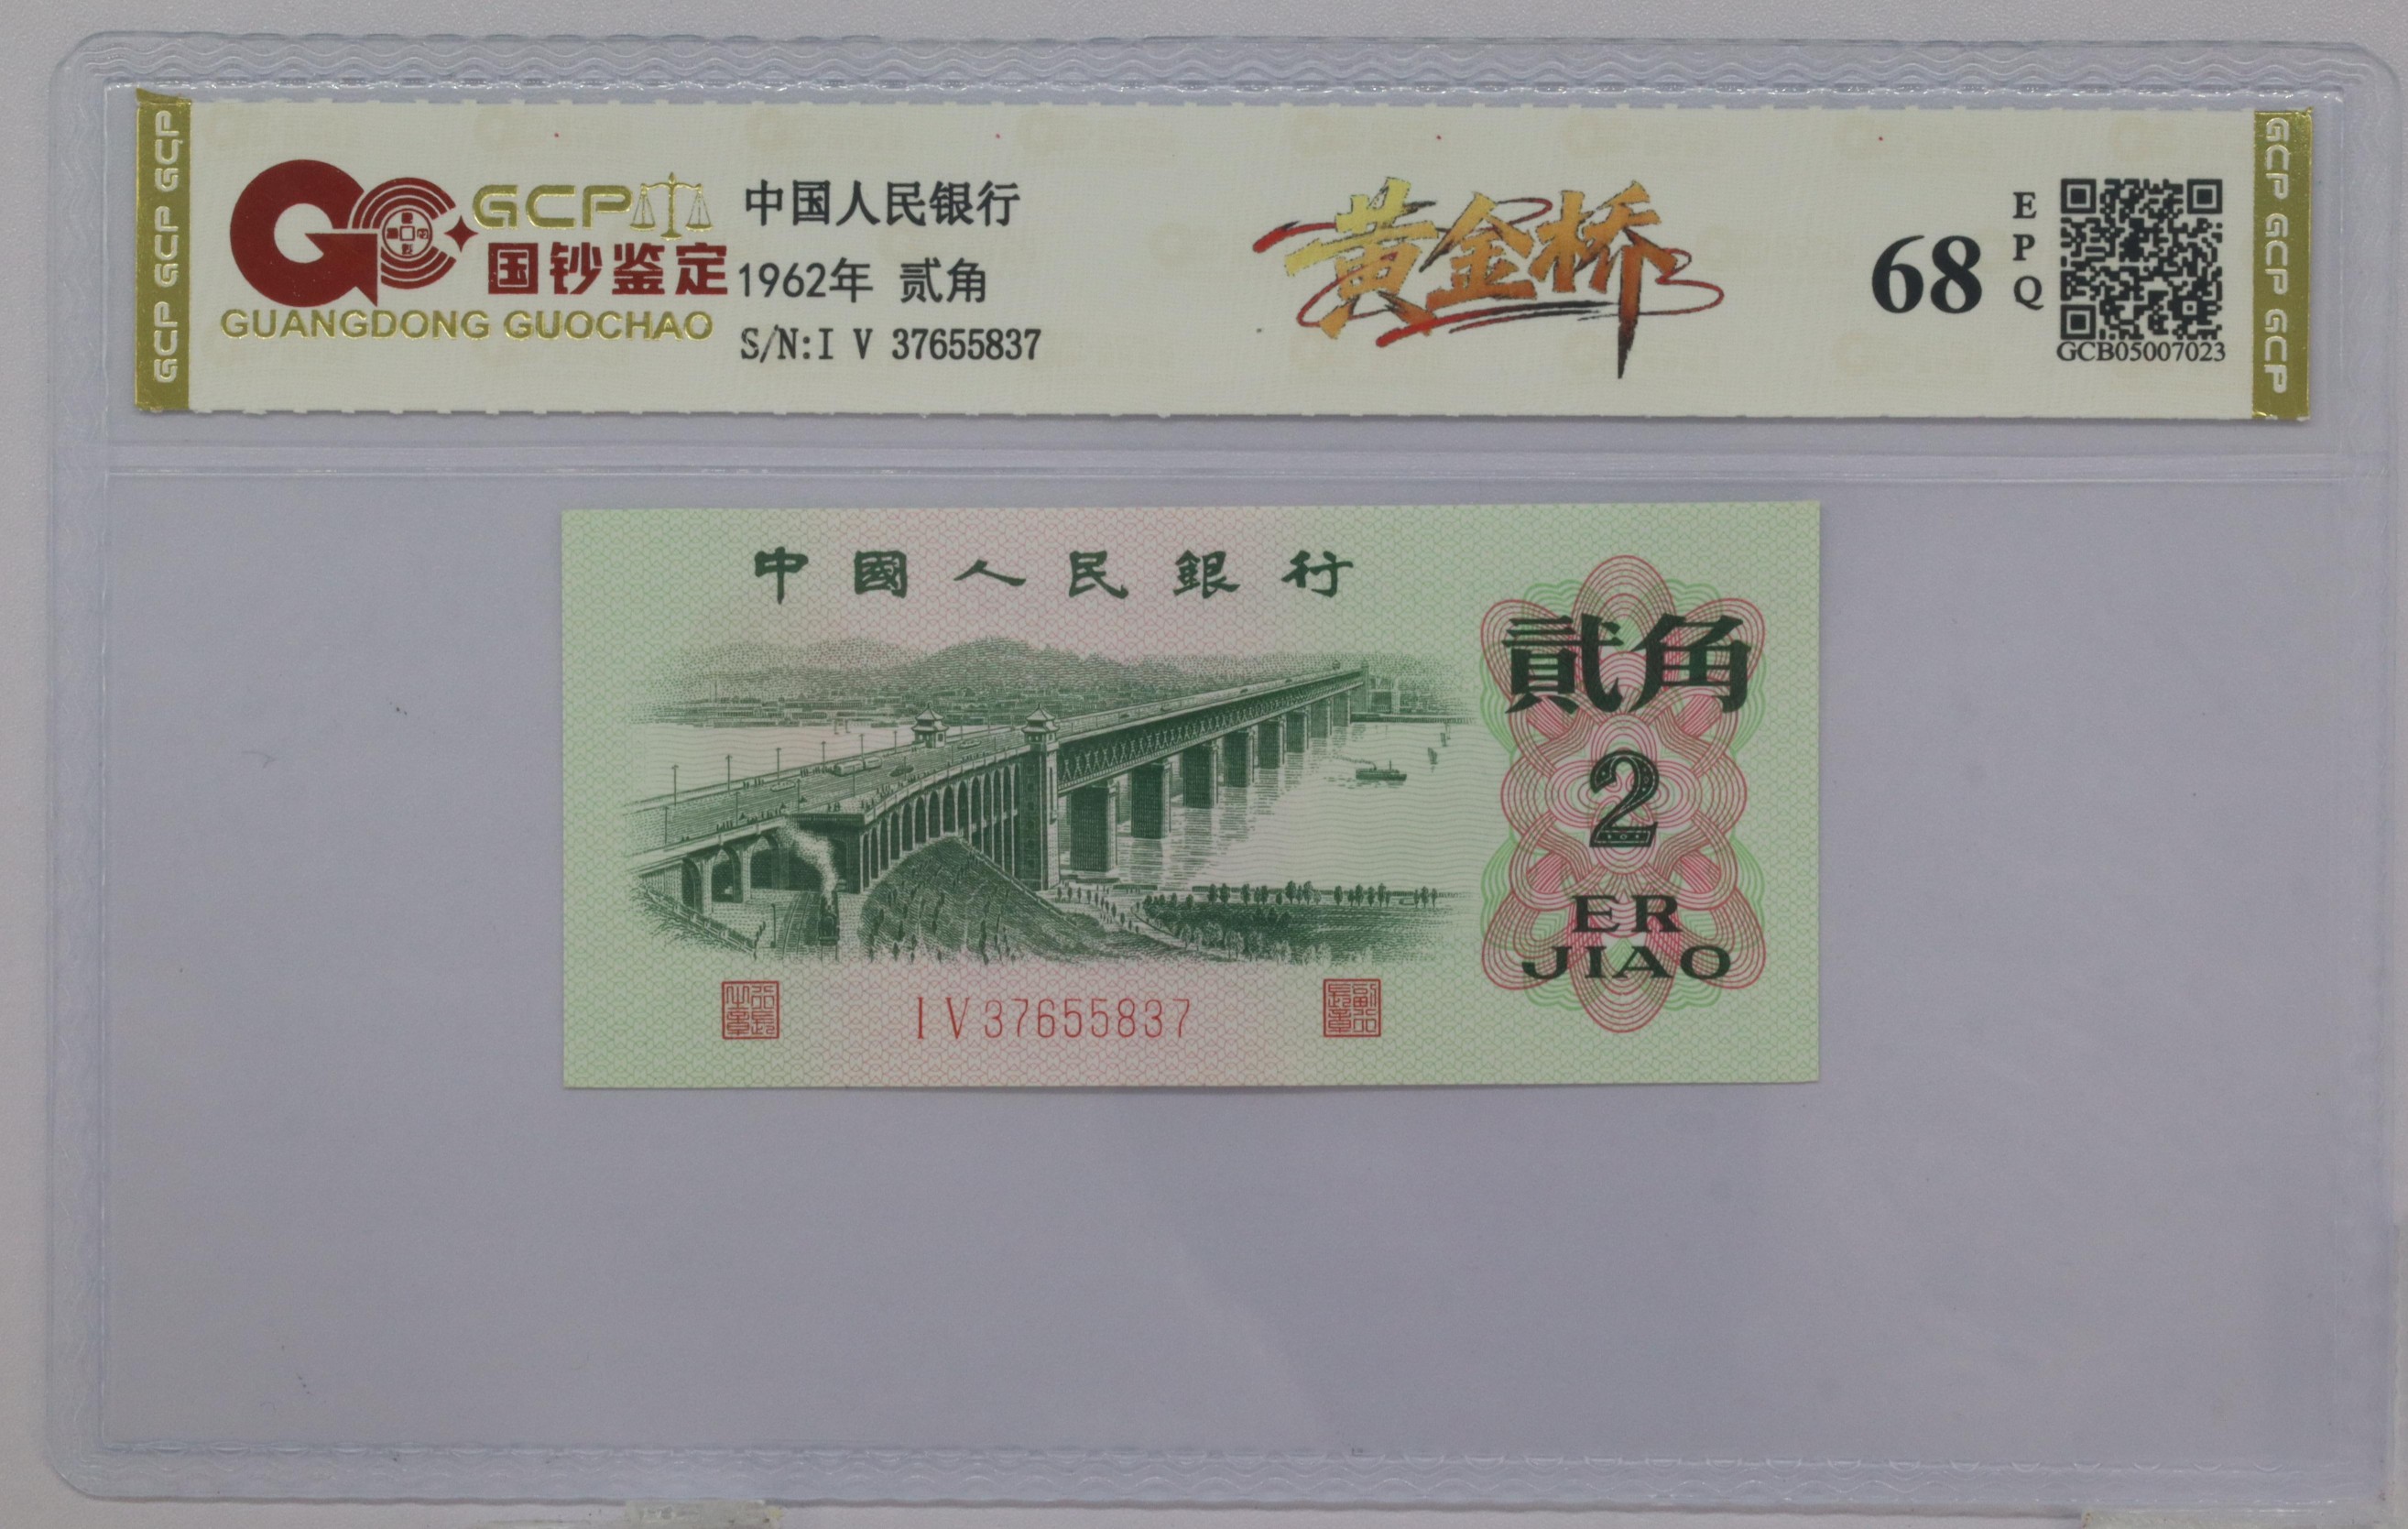 GCP GCP GCP
GCP
国钞鉴定
GUANGDONG GUOCHAO
中国人民银行
1962年 贰角
S/N:I V 37655837
黄金桥
68
EPQ
GCB05007023
GCP GCP GCP
中國人民銀行
貳角
2
ER
JIAO
I V 37655837